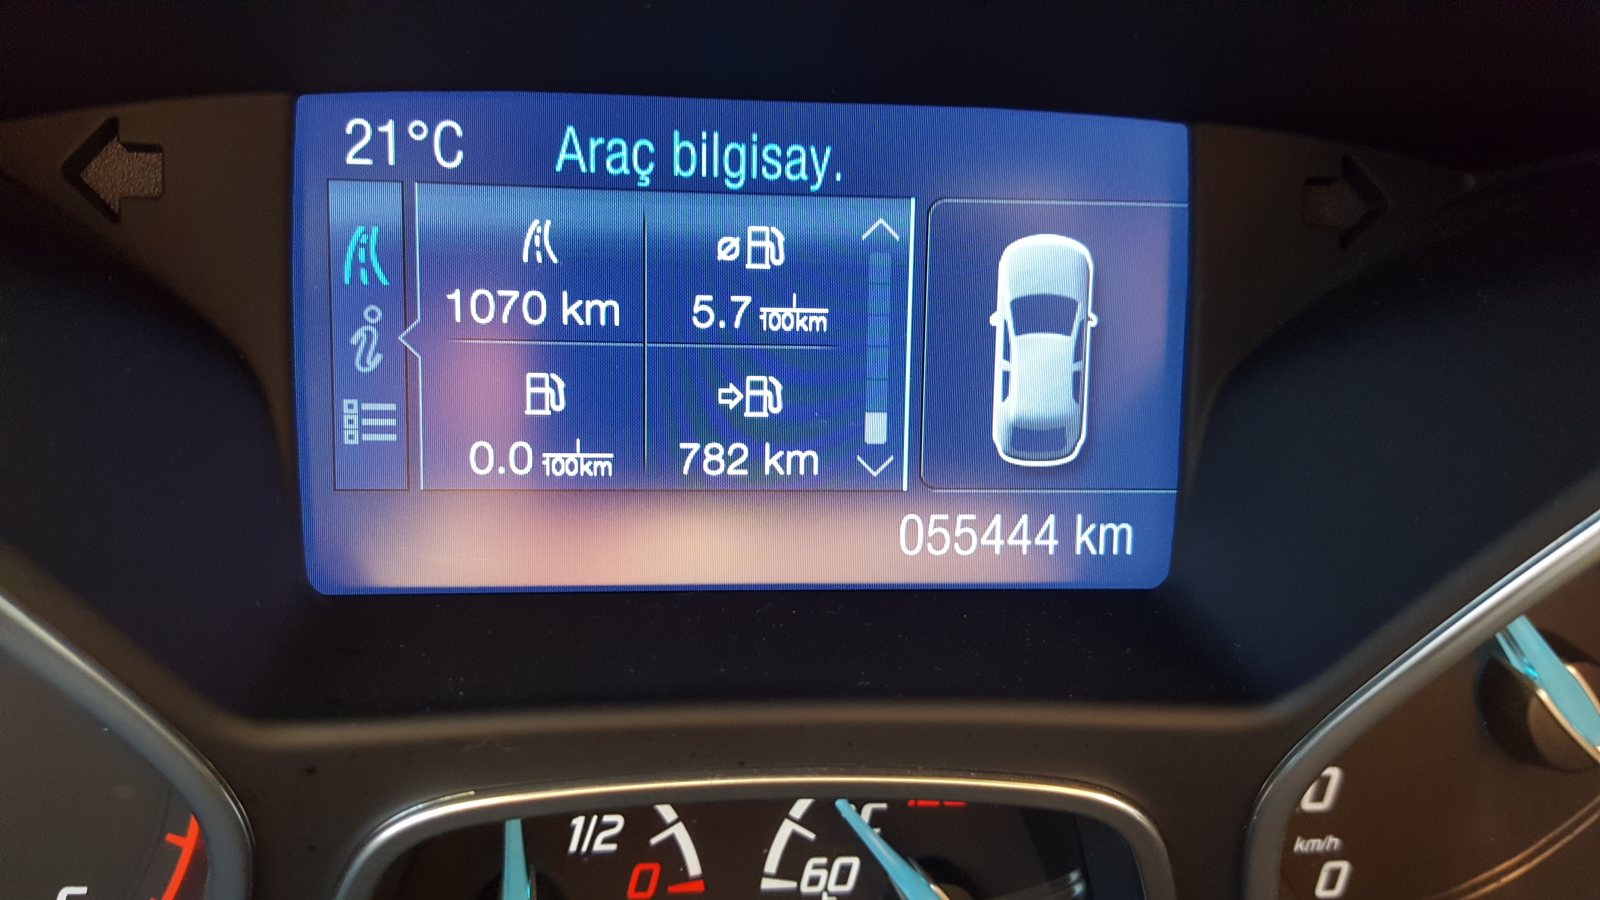 21°C
Araç bilgisay.
1070 km
ø 5.7 l/100km
0.0 l/100km
782 km
055444 km
1/2
0
60
°C
0
km/h
0